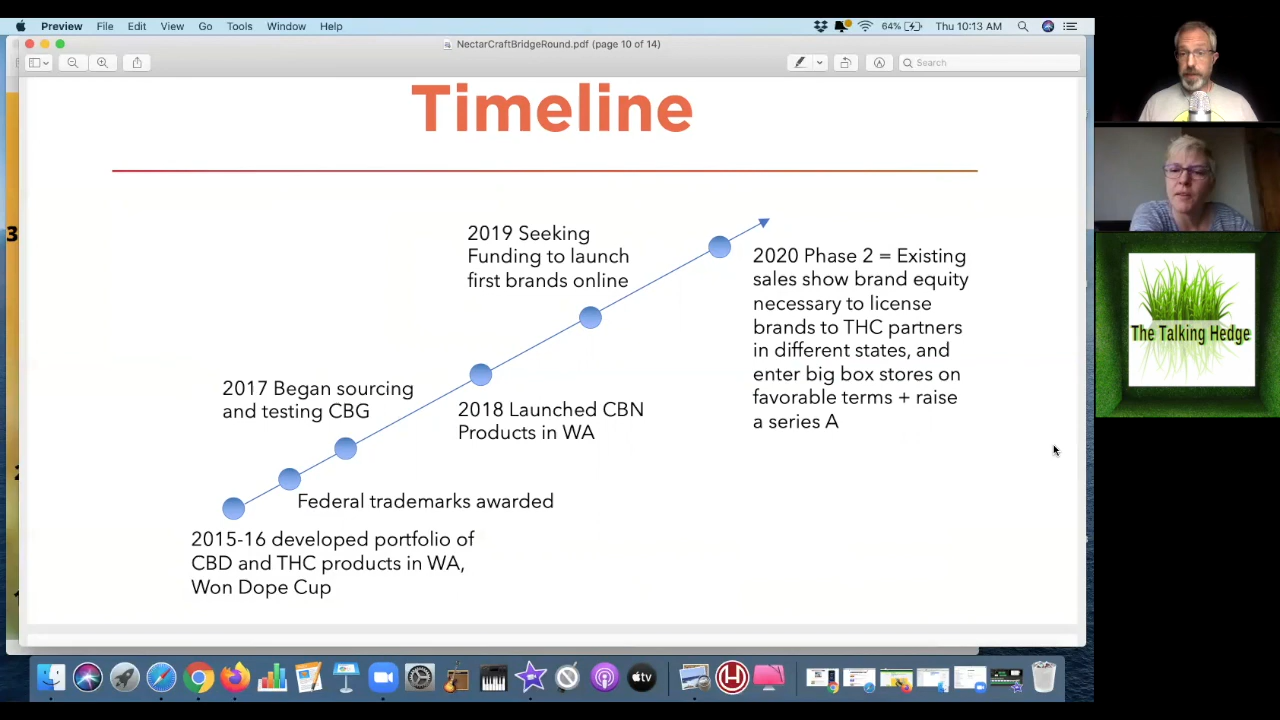 Preview File Edit View Go Tools Window Help
64% Thu 10:13 AM
NectarCraftBridgeRound.pdf (page 10 of 14)
Search
Timeline
2019 Seeking
Funding to launch
first brands online
2020 Phase 2 = Existing
sales show brand equity
necessary to license
brands to THC partners
in different states, and
enter big box stores on
favorable terms + raise
a series A
2017 Began sourcing
and testing CBG
2018 Launched CBN
Products in WA
Federal trademarks awarded
2015-16 developed portfolio of
CBD and THC products in WA,
Won Dope Cup
The Talking Hedge
3
tv